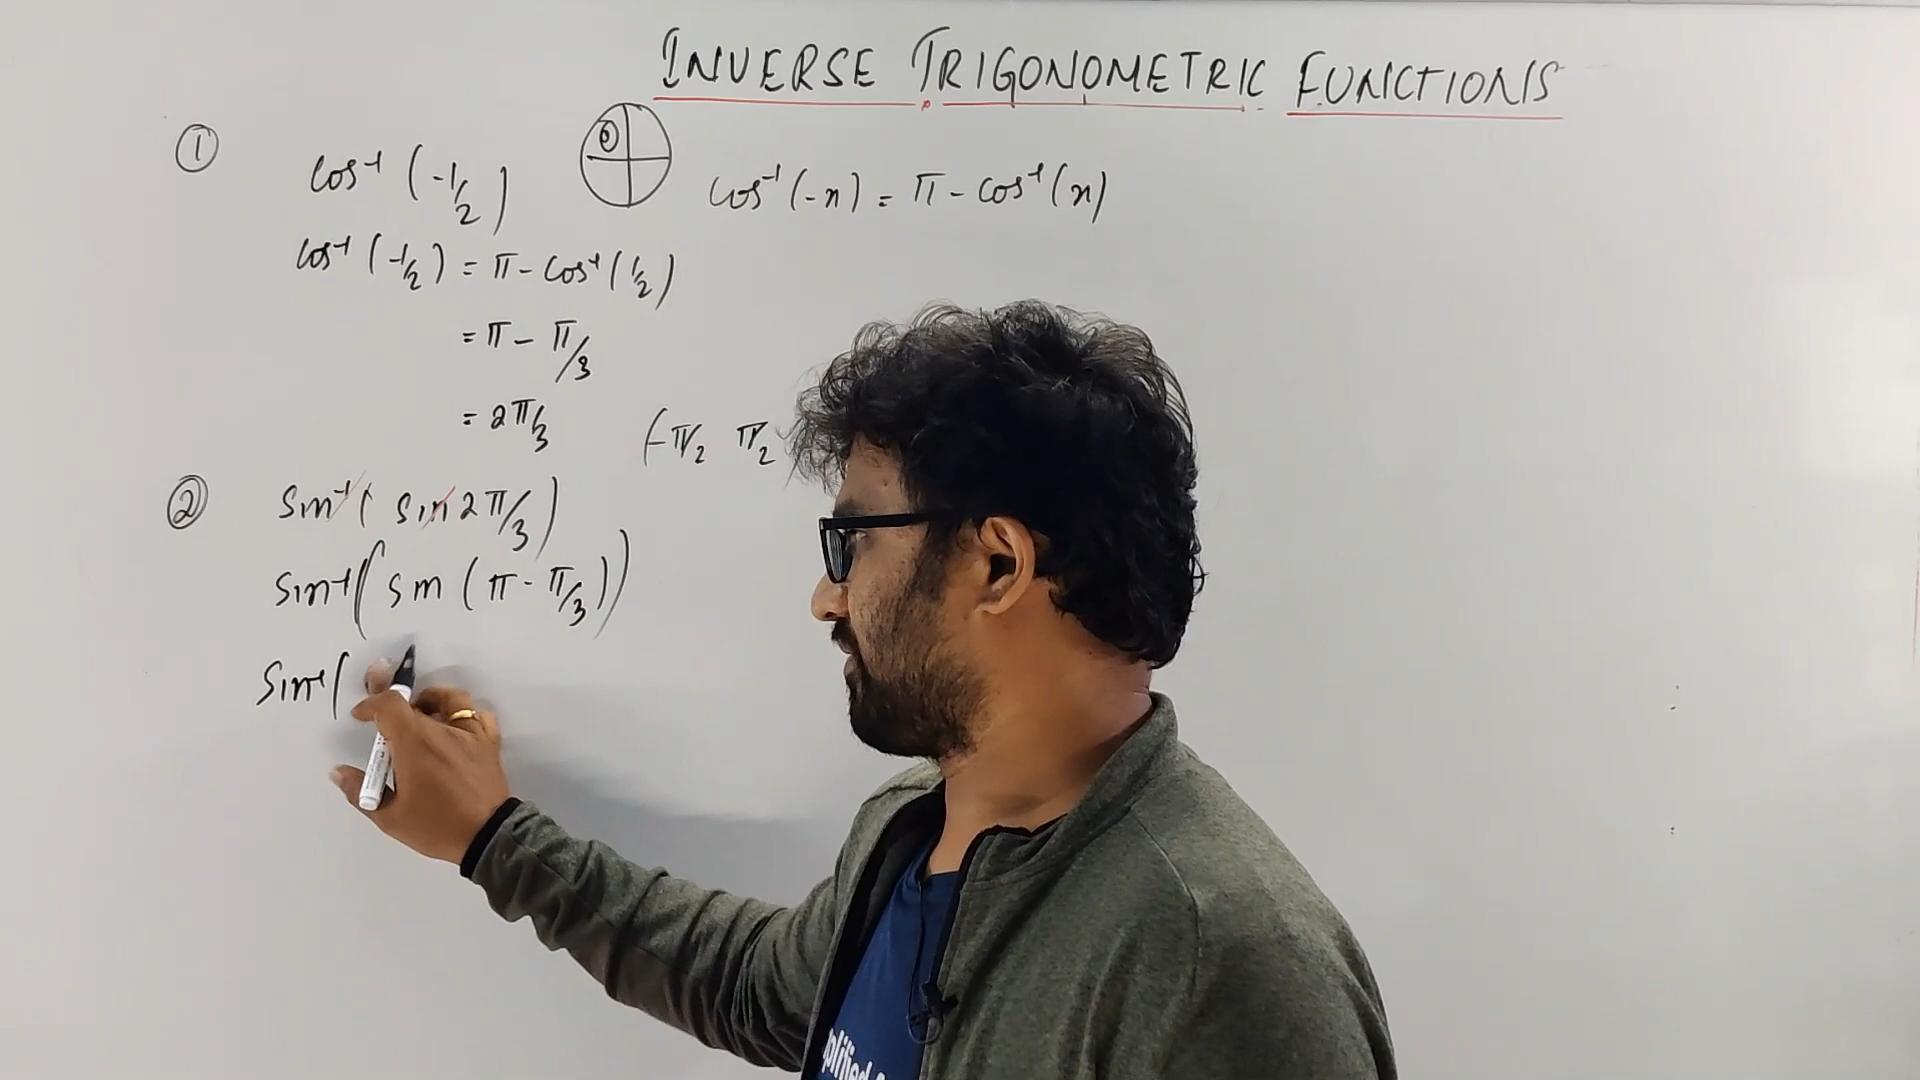 INVERSE TRIGONOMETRIC FUNCTIONS
① cos⁻¹ (-1/2) cos⁻¹(-x) = π - cos⁻¹(x)
cos⁻¹ (-1/2) = π - cos⁻¹ (1/2)
= π - π/3
= 2π/3 (-π/2 π/2
② Sin⁻¹ ( sin 2π/3 )
Sin⁻¹ ( sin ( π - π/3 ) )
Sin⁻¹ (